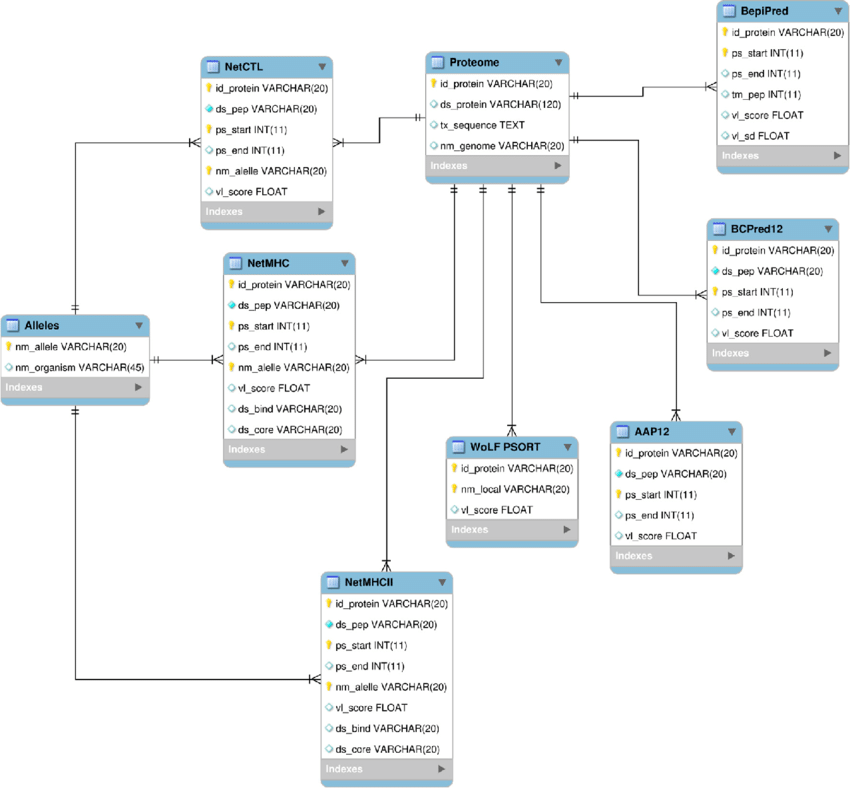 BepiPred
id_protein VARCHAR(20)
ps_start INT(11)
ps_end INT(11)
tm_pep INT(11)
vl_score FLOAT
vl_sd FLOAT
Indexes
Proteome
id_protein VARCHAR(20)
ds_protein VARCHAR(120)
tx_sequence TEXT
nm_genome VARCHAR(20)
Indexes
NetCTL
id_protein VARCHAR(20)
ds_pep VARCHAR(20)
ps_start INT(11)
ps_end INT(11)
nm_alelle VARCHAR(20)
vl_score FLOAT
Indexes
BCPred12
id_protein VARCHAR(20)
ds_pep VARCHAR(20)
ps_start INT(11)
ps_end INT(11)
vl_score FLOAT
Indexes
NetMHC
id_protein VARCHAR(20)
ds_pep VARCHAR(20)
ps_start INT(11)
ps_end INT(11)
nm_alelle VARCHAR(20)
vl_score FLOAT
ds_bind VARCHAR(20)
ds_core VARCHAR(20)
Indexes
Alleles
nm_allele VARCHAR(20)
nm_organism VARCHAR(45)
Indexes
WoLF PSORT
id_protein VARCHAR(20)
nm_local VARCHAR(20)
vl_score FLOAT
Indexes
AAP12
id_protein VARCHAR(20)
ds_pep VARCHAR(20)
ps_start INT(11)
ps_end INT(11)
vl_score FLOAT
Indexes
NetMHCII
id_protein VARCHAR(20)
ds_pep VARCHAR(20)
ps_start INT(11)
ps_end INT(11)
nm_alelle VARCHAR(20)
vl_score FLOAT
ds_bind VARCHAR(20)
ds_core VARCHAR(20)
Indexes